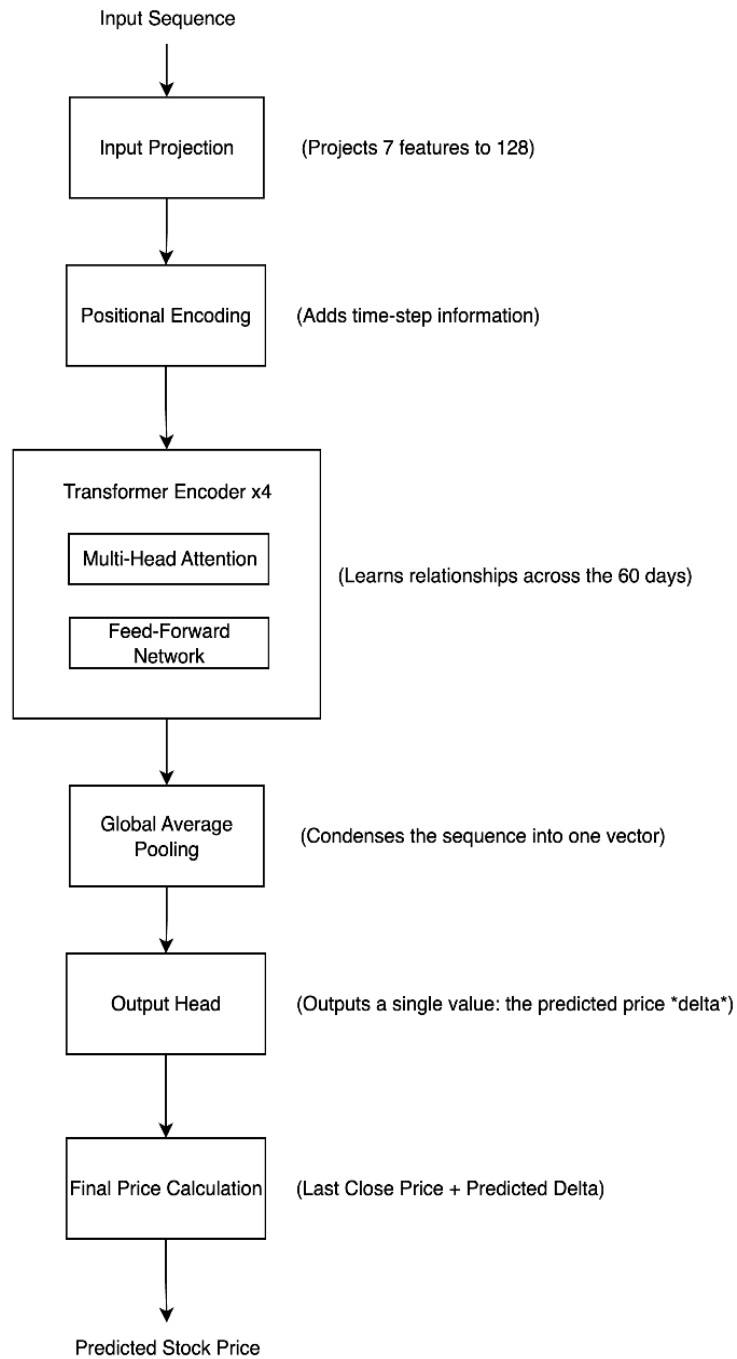 Input Sequence
Input Projection
(Projects 7 features to 128)
Positional Encoding
(Adds time-step information)
Transformer Encoder x4
Multi-Head Attention
Feed-Forward
Network
(Learns relationships across the 60 days)
Global Average
Pooling
(Condenses the sequence into one vector)
Output Head
(Outputs a single value: the predicted price *delta*)
Final Price Calculation
(Last Close Price + Predicted Delta)
Predicted Stock Price